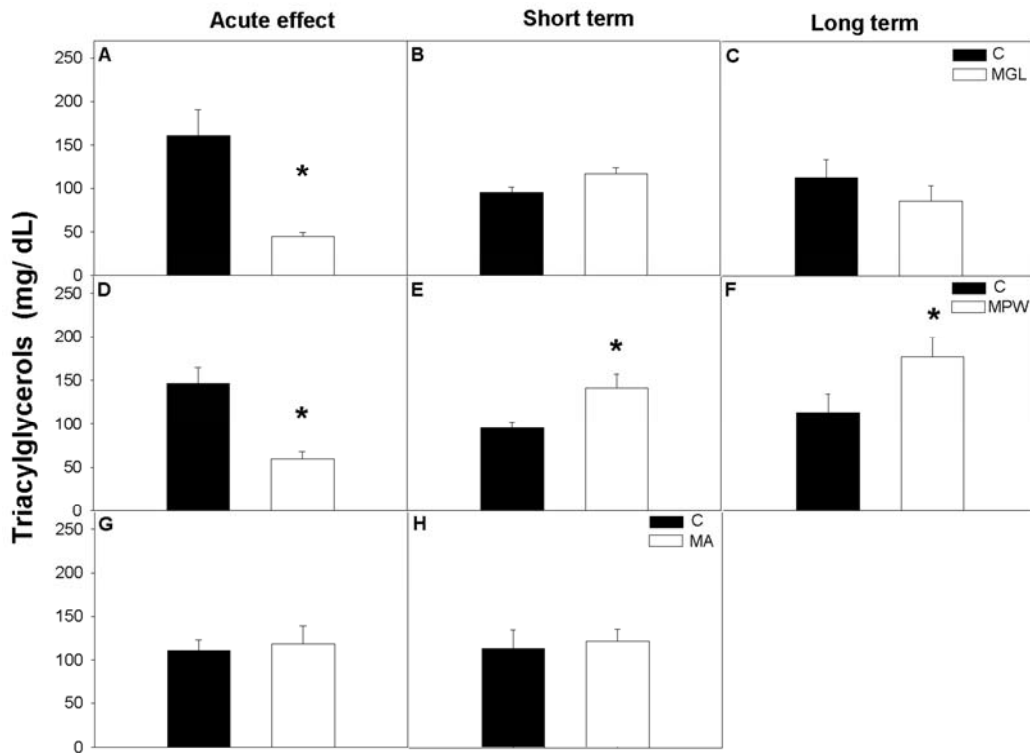 Acute effect Short term Long term
Triacylglycerols (mg/ dL)
A B C
C
MGL
250
200
150
100
50
0
*
D E F
C
MPW
250
200
150
100
50
0
* * *
G H
C
MA
250
200
150
100
50
0